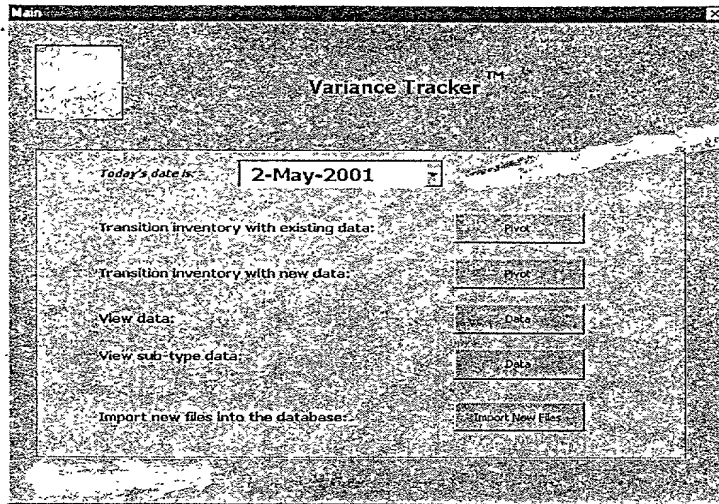 Main
Variance Tracker™
Today's date is: 2-May-2001
Transition inventory with existing data: Pivot
Transition inventory with new data: Pivot
View data: Data
View sub-type data: Data
Import new files into the database: Import New Files